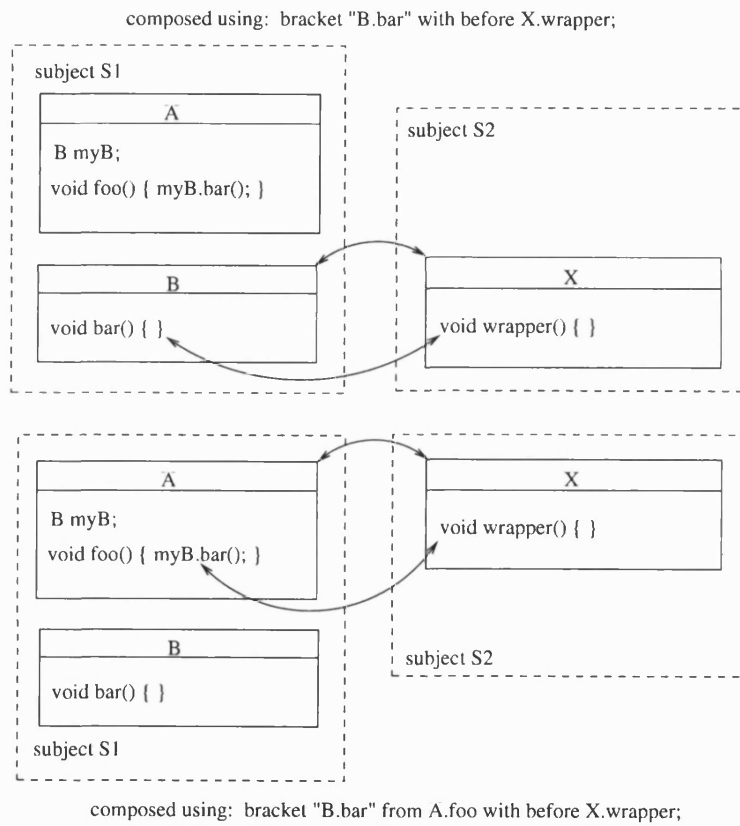 composed using: bracket "B.bar" with before X.wrapper;
subject S1
A
B myB;
void foo() { myB.bar(); }
B
void bar() { }
subject S2
X
void wrapper() { }
A
B myB;
void foo() { myB.bar(); }
B
void bar() { }
subject S1
X
void wrapper() { }
subject S2
composed using: bracket "B.bar" from A.foo with before X.wrapper;